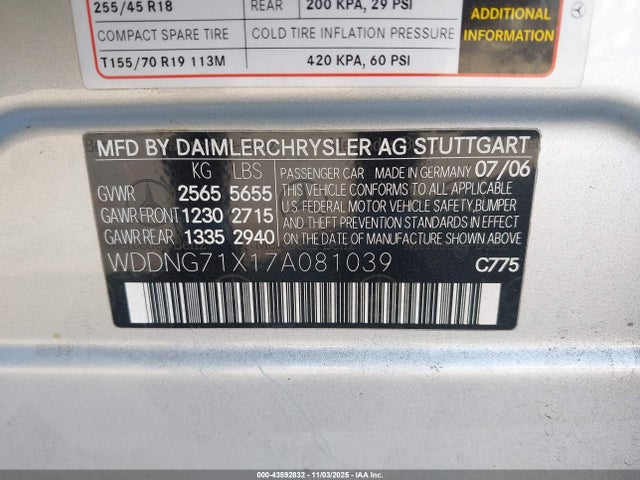 255/45 R18 REAR 200 KPA, 29 PSI
COMPACT SPARE TIRE COLD TIRE INFLATION PRESSURE
T155/70 R19 113M 420 KPA, 60 PSI
ADDITIONAL
INFORMATION
MFD BY DAIMLERCHRYSLER AG STUTTGART
KG LBS PASSENGER CAR MADE IN GERMANY 07/06
GVWR 2565 5655 THIS VEHICLE CONFORMS TO ALL APPLICABLE
U.S. FEDERAL MOTOR VEHICLE SAFETY,BUMPER
GAWR FRONT 1230 2715 AND THEFT PREVENTION STANDARDS IN EFFECT
GAWR REAR 1335 2940 ON THE DATE OF MANUFACTURE SHOWN ABOVE.
WDDNG71X17A081039 C775
000-43592832 - 11/03/2025 - IAAI.COM